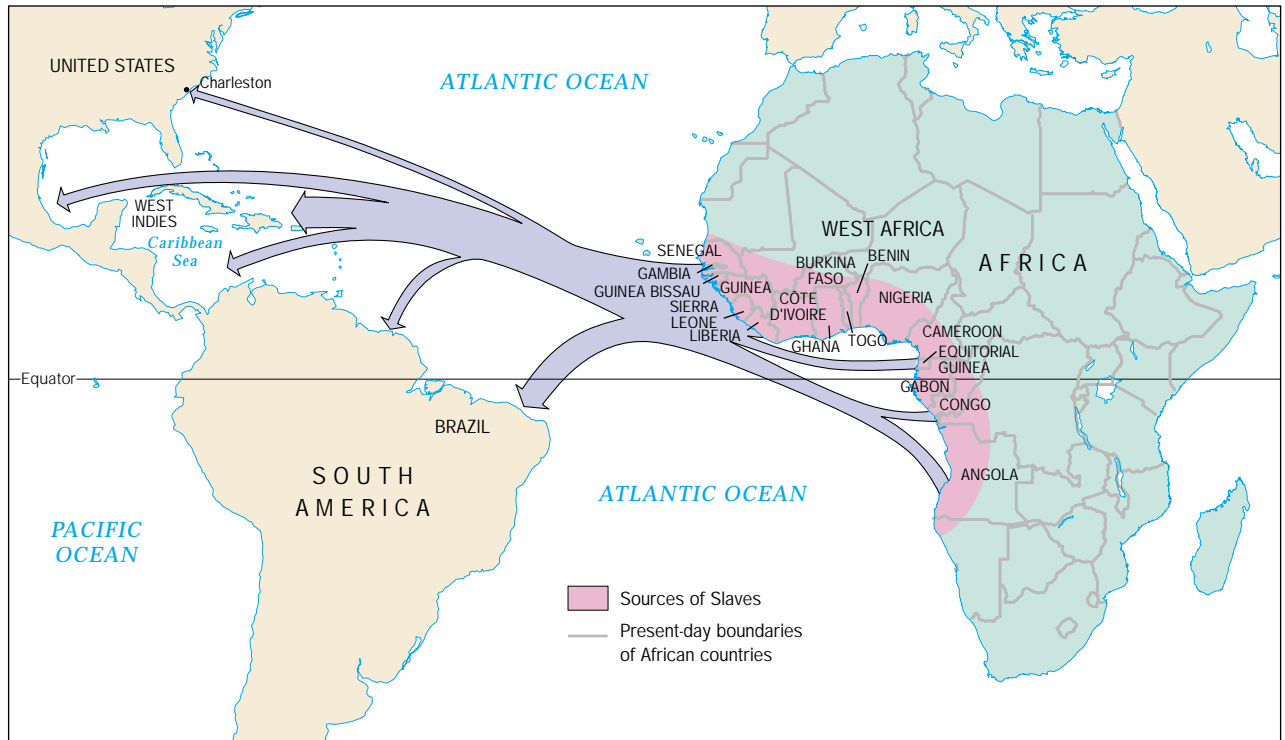 UNITED STATES
Charleston
ATLANTIC OCEAN
WEST
INDIES
Caribbean
Sea
SENEGAL
GAMBIA
GUINEA BISSAU
GUINEA
SIERRA
LEONE
LIBERIA
CÔTE
D'IVOIRE
WEST AFRICA
BURKINA
FASO
BENIN
AFRICA
NIGERIA
GHANA
TOGO
CAMEROON
EQUITORIAL
GUINEA
GABON
CONGO
ANGOLA
Equator
BRAZIL
SOUTH
AMERICA
ATLANTIC OCEAN
PACIFIC
OCEAN
Sources of Slaves
Present-day boundaries
of African countries